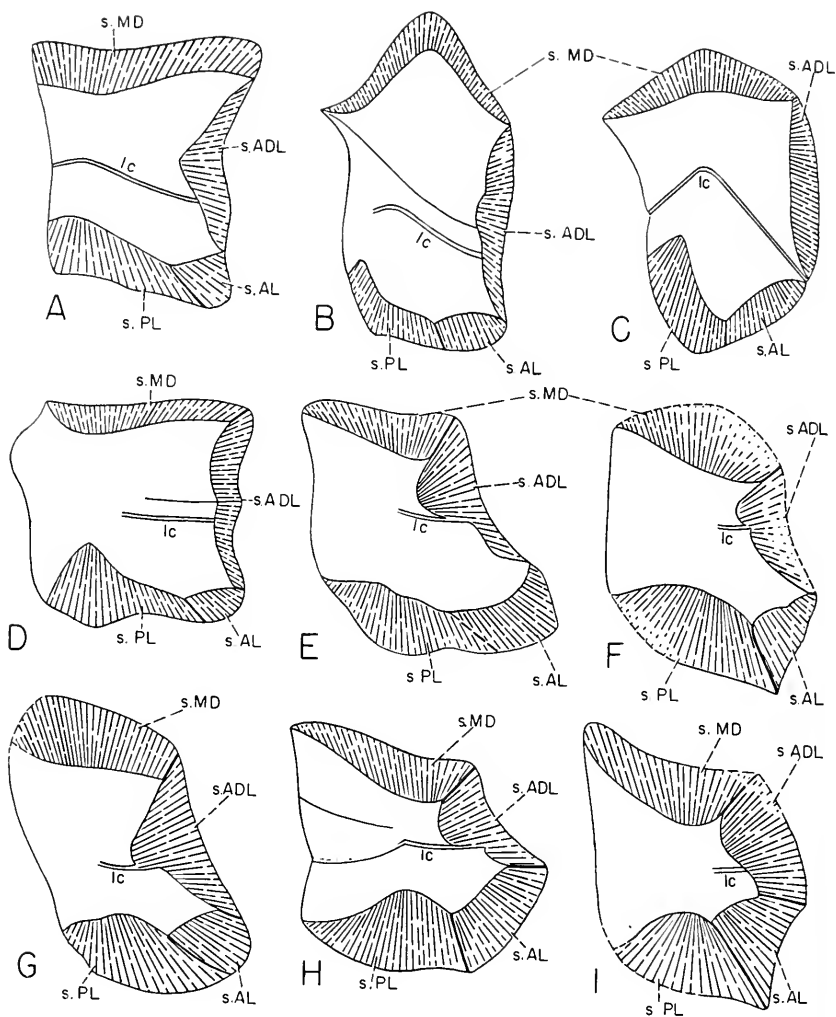 s. MD
s. ADL
lc
s. AL
s. PL
A
s. MD
s. ADL
lc
s. PL
s. AL
B
s. ADL
lc
s. PL
s. AL
C
s. MD
s. ADL
lc
s. PL
s. AL
D
s. MD
s. ADL
lc
s. PL
s. AL
E
s. ADL
lc
s. PL
s. AL
F
s. MD
s. ADL
lc
s. PL
s. AL
G
s. MD
s. ADL
lc
s. PL
s. AL
H
s. MD
s. ADL
lc
s. PL
s. AL
I